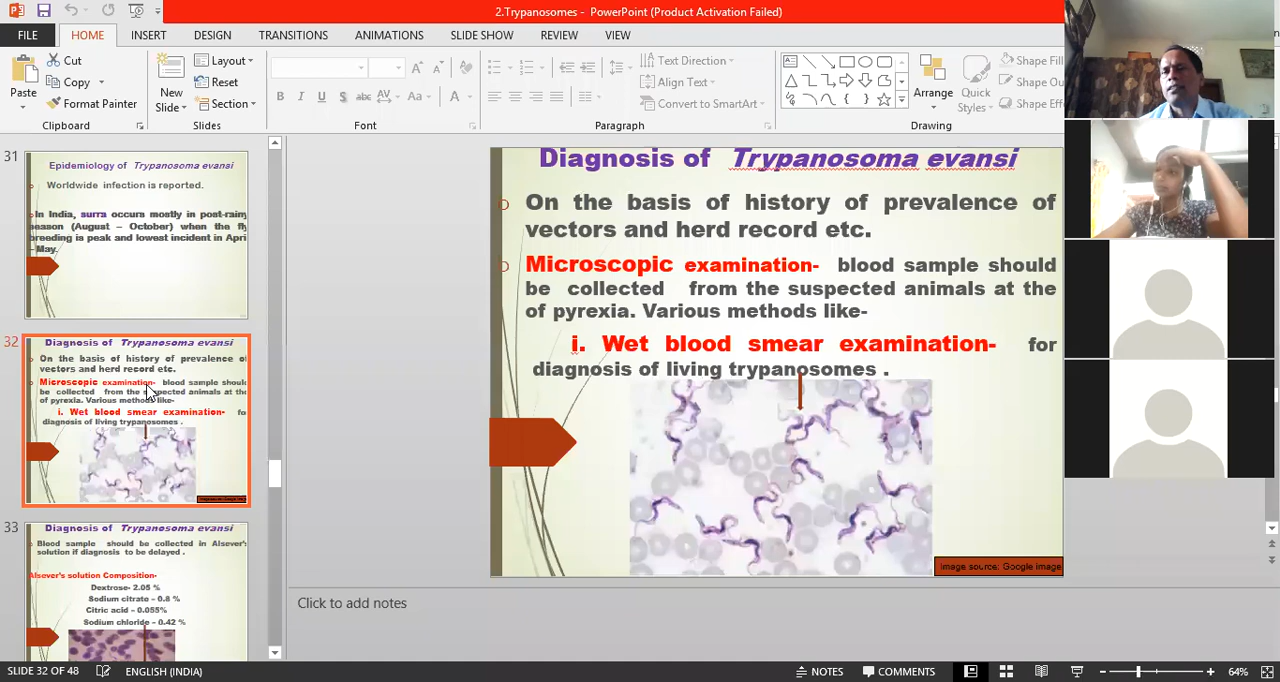 2.Trypanosomes - PowerPoint (Product Activation Failed)
FILE HOME INSERT DESIGN TRANSITIONS ANIMATIONS SLIDE SHOW REVIEW VIEW
Paste
Cut
Copy
Format Painter
Clipboard
New
Slide
Layout
Reset
Section
Slides
B I U S abc AV Aa A
Font
Text Direction
Align Text
Convert to SmartArt
Paragraph
Arrange
Quick
Styles
Shape Fill
Shape Ou
Shape Effe
Drawing
31
Epidemiology of Trypanosoma evansi
Worldwide infection is reported.
In India, surra occurs mostly in post-rainy
season (August – October) when the fly
breeding is peak and lowest incident in April
– May.
32
Diagnosis of Trypanosoma evansi
On the basis of history of prevalence of
vectors and herd record etc.
Microscopic examination- blood sample should
be collected from the suspected animals at the
of pyrexia. Various methods like-
i. Wet blood smear examination- for
diagnosis of living trypanosomes .
33
Diagnosis of Trypanosoma evansi
Blood sample should be collected in Alsever's
solution if diagnosis to be delayed .
Alsever's solution Composition-
Dextrose- 2.05 %
Sodium citrate – 0.8 %
Citric acid – 0.055%
Sodium chloride – 0.42 %
Diagnosis of Trypanosoma evansi
On the basis of history of prevalence of
vectors and herd record etc.
Microscopic examination- blood sample should
be collected from the suspected animals at the
of pyrexia. Various methods like-
i. Wet blood smear examination- for
diagnosis of living trypanosomes .
Image source: Google image
Click to add notes
SLIDE 32 OF 48 ENGLISH (INDIA) NOTES COMMENTS 64%